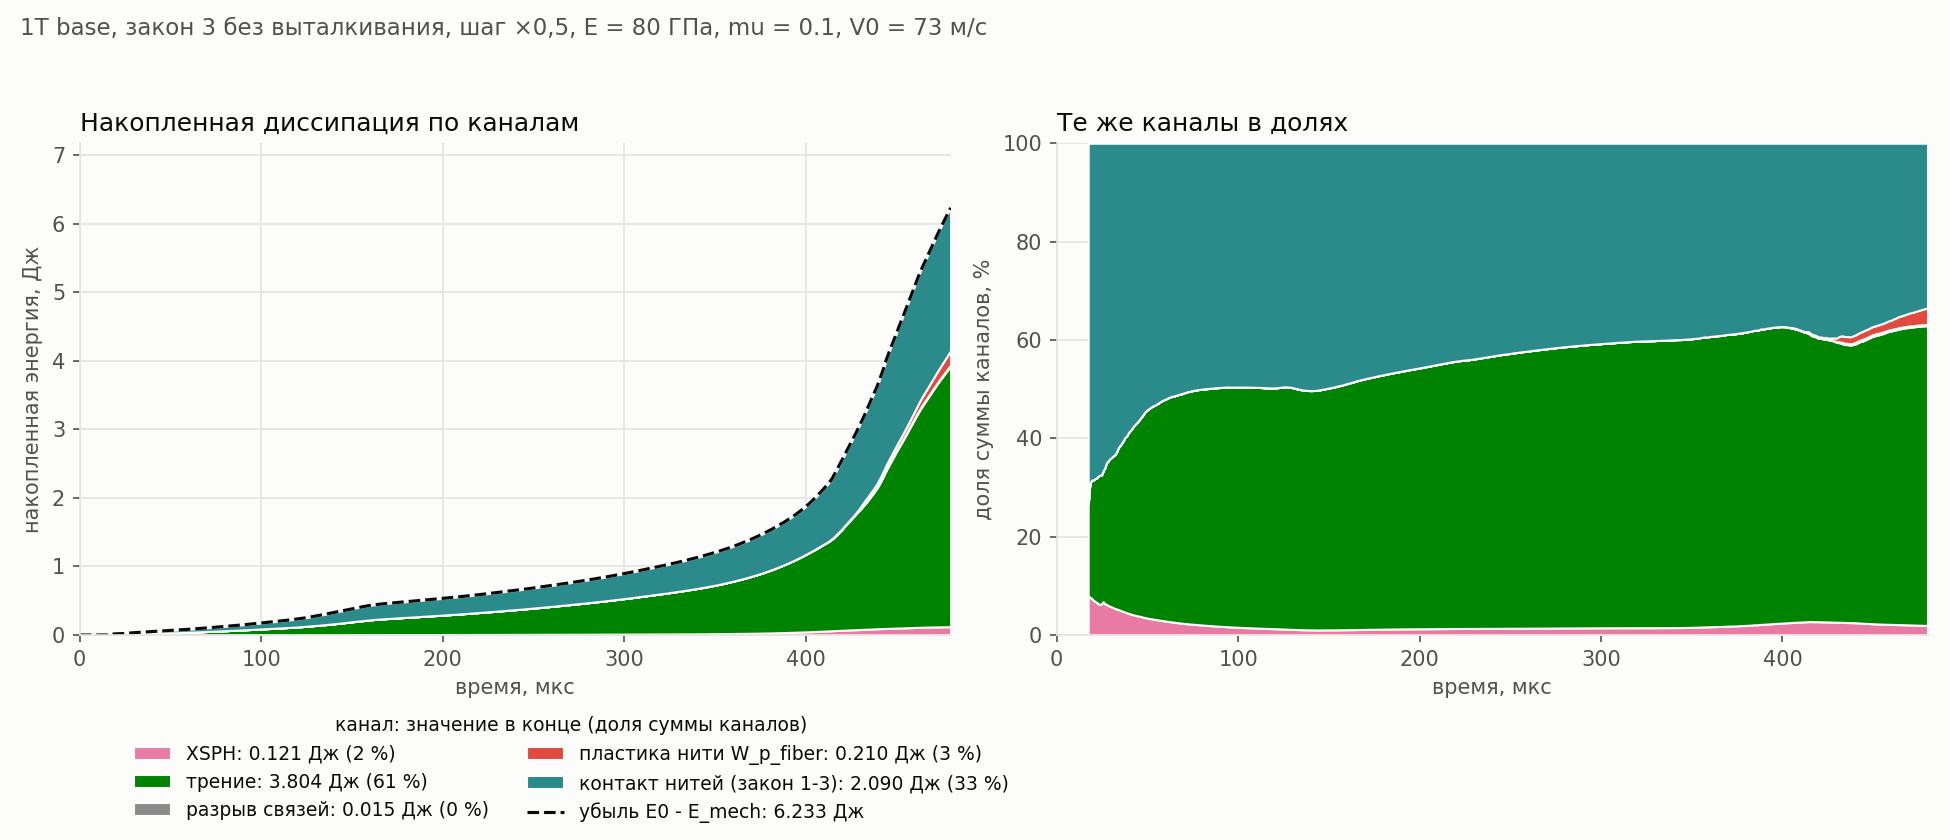 1T base, закон 3 без выталкивания, шаг ×0,5, E = 80 ГПа, mu = 0.1, V0 = 73 м/с
Накопленная диссипация по каналам
накопленная энергия, Дж
7
6
5
4
3
2
1
0
0 100 200 300 400
время, мкс
Те же каналы в долях
доля суммы каналов, %
100
80
60
40
20
0
0 100 200 300 400
время, мкс
канал: значение в конце (доля суммы каналов)
XSPH: 0.121 Дж (2 %)
трение: 3.804 Дж (61 %)
разрыв связей: 0.015 Дж (0 %)
пластика нити W_p_fiber: 0.210 Дж (3 %)
контакт нитей (закон 1-3): 2.090 Дж (33 %)
убыль E0 - E_mech: 6.233 Дж